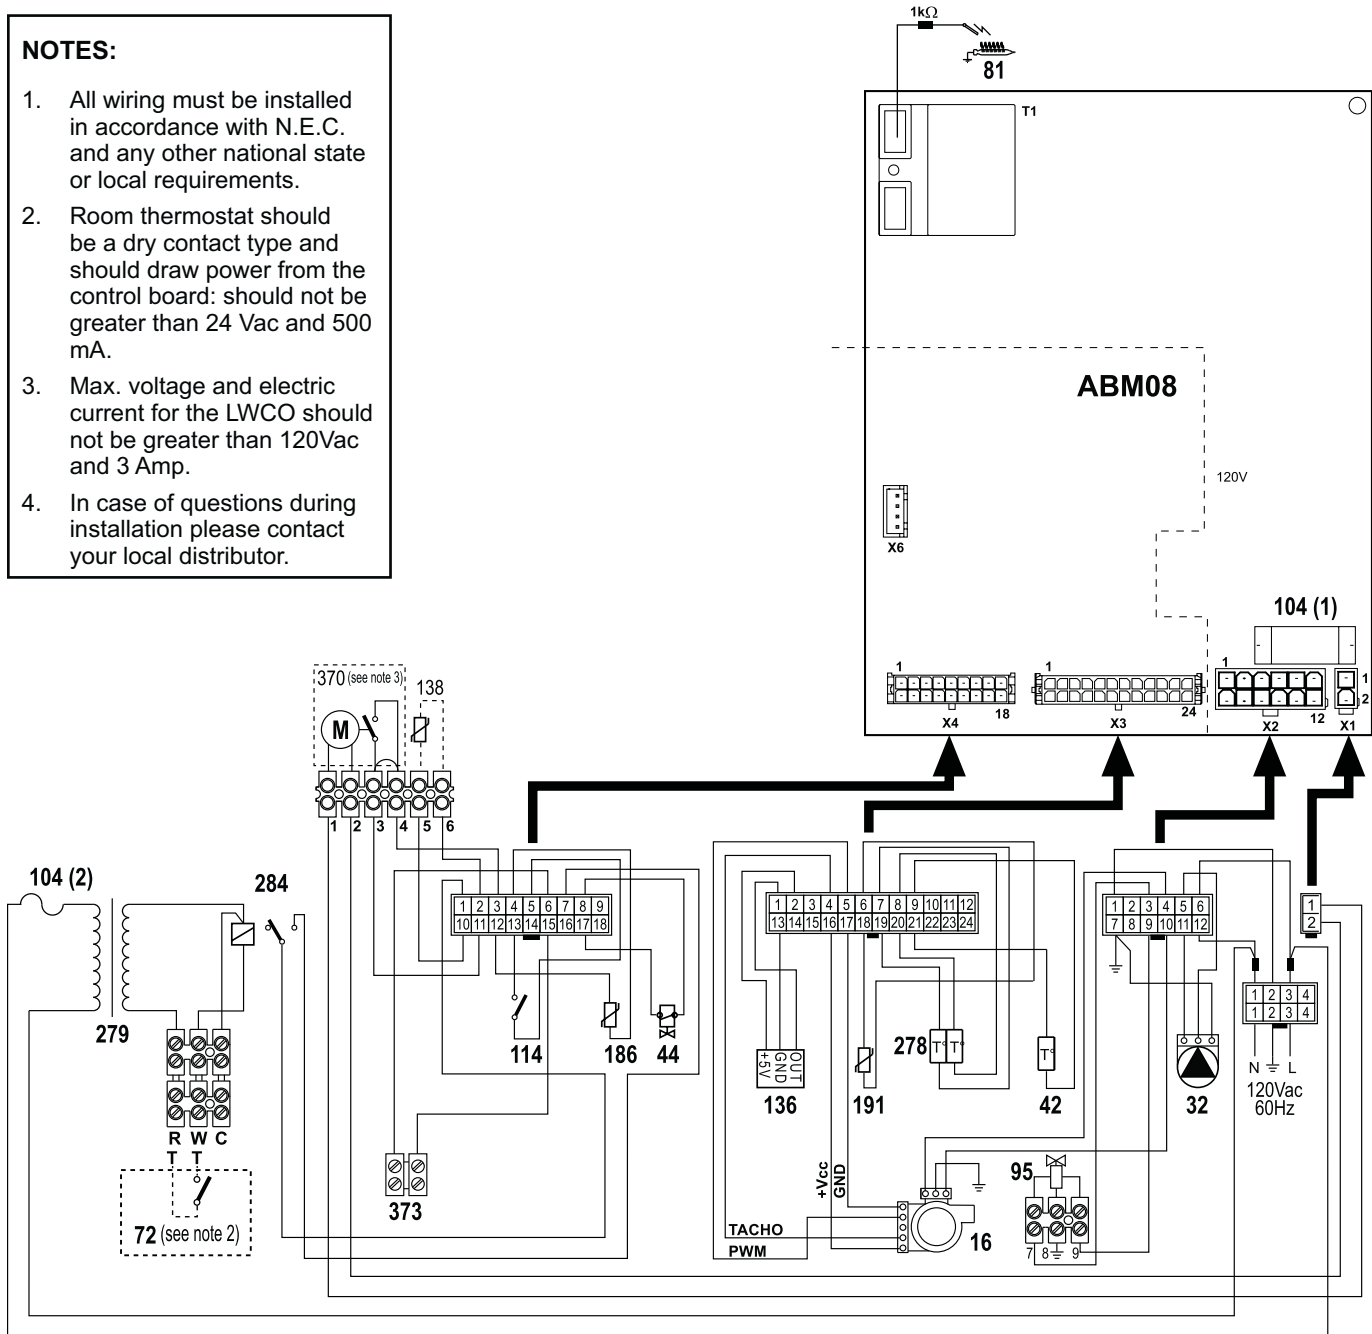 NOTES:
1. All wiring must be installed
in accordance with N.E.C.
and any other national state
or local requirements.
2. Room thermostat should
be a dry contact type and
should draw power from the
control board: should not be
greater than 24 Vac and 500
mA.
3. Max. voltage and electric
current for the LWCO should
not be greater than 120Vac
and 3 Amp.
4. In case of questions during
installation please contact
your local distributor.
1kΩ
81
T1
ABM08
120V
X6
104 (1)
1 1 1 1
2
18 24 12
X4 X3 X2 X1
370 (see note 3) 138
M
1 2 3 4 5 6
104 (2)
284
279
1 2 3 4 5 6 7 8 9
10 11 12 13 14 15 16 17 18
1 2 3 4 5 6 7 8 9 10 11 12
13 14 15 16 17 18 19 20 21 22 23 24
1 2 3 4 5 6
7 8 9 10 11 12
1
2
1 2 3 4
1 2 3 4
N L
120Vac
60Hz
114 186 44
+5V GND OUT
136
191
278 T° T°
T°
42
32
R W C
T T
72 (see note 2)
373
+Vcc
GND
TACHO
PWM
16
95
7 8 9